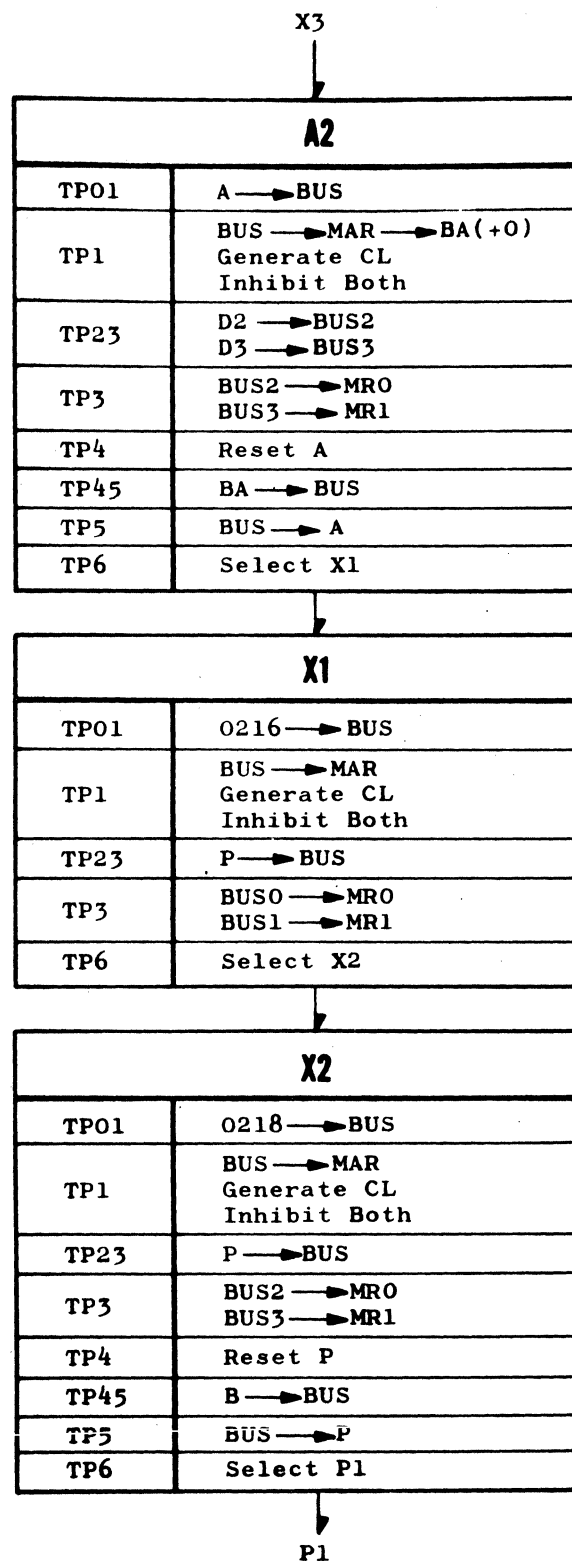 X3
A2
TP01 A → BUS
TP1 BUS → MAR → BA(+0)
Generate CL
Inhibit Both
TP23 D2 → BUS2
D3 → BUS3
TP3 BUS2 → MR0
BUS3 → MR1
TP4 Reset A
TP45 BA → BUS
TP5 BUS → A
TP6 Select X1
X1
TP01 0216 → BUS
TP1 BUS → MAR
Generate CL
Inhibit Both
TP23 P → BUS
TP3 BUS0 → MR0
BUS1 → MR1
TP6 Select X2
X2
TP01 0218 → BUS
TP1 BUS → MAR
Generate CL
Inhibit Both
TP23 P → BUS
TP3 BUS2 → MR0
BUS3 → MR1
TP4 Reset P
TP45 B → BUS
TP5 BUS → P
TP6 Select P1
P1